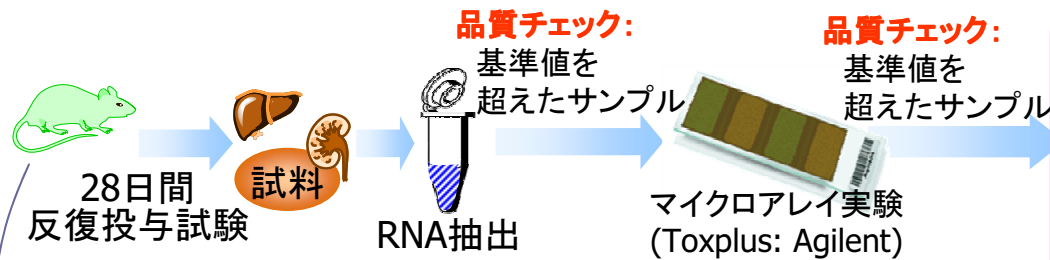 品質チェック:
基準値を
超えたサンプル
品質チェック:
基準値を
超えたサンプル
試料
28日間
反復投与試験
RNA抽出
マイクロアレイ実験
(Toxplus: Agilent)